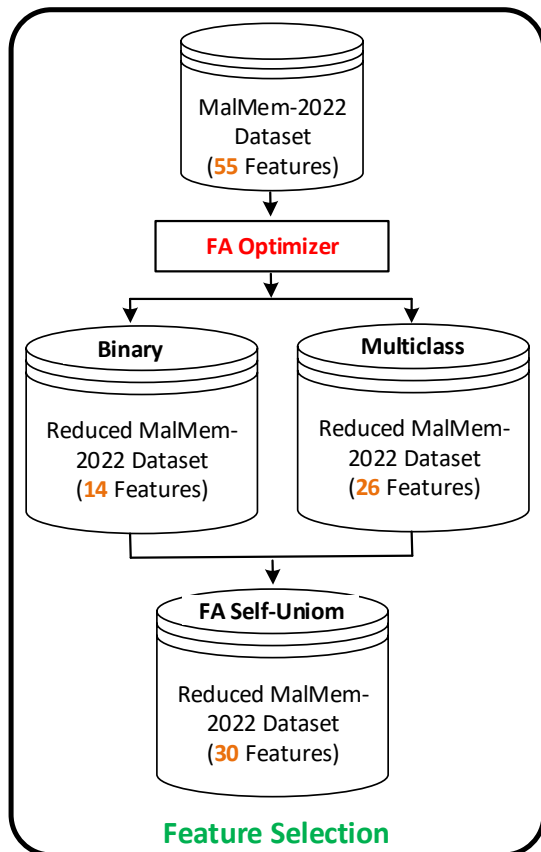 MalMem-2022
Dataset
(55 Features)
FA Optimizer
Binary
Reduced MalMem-
2022 Dataset
(14 Features)
Multiclass
Reduced MalMem-
2022 Dataset
(26 Features)
FA Self-Uniom
Reduced MalMem-
2022 Dataset
(30 Features)
Feature Selection